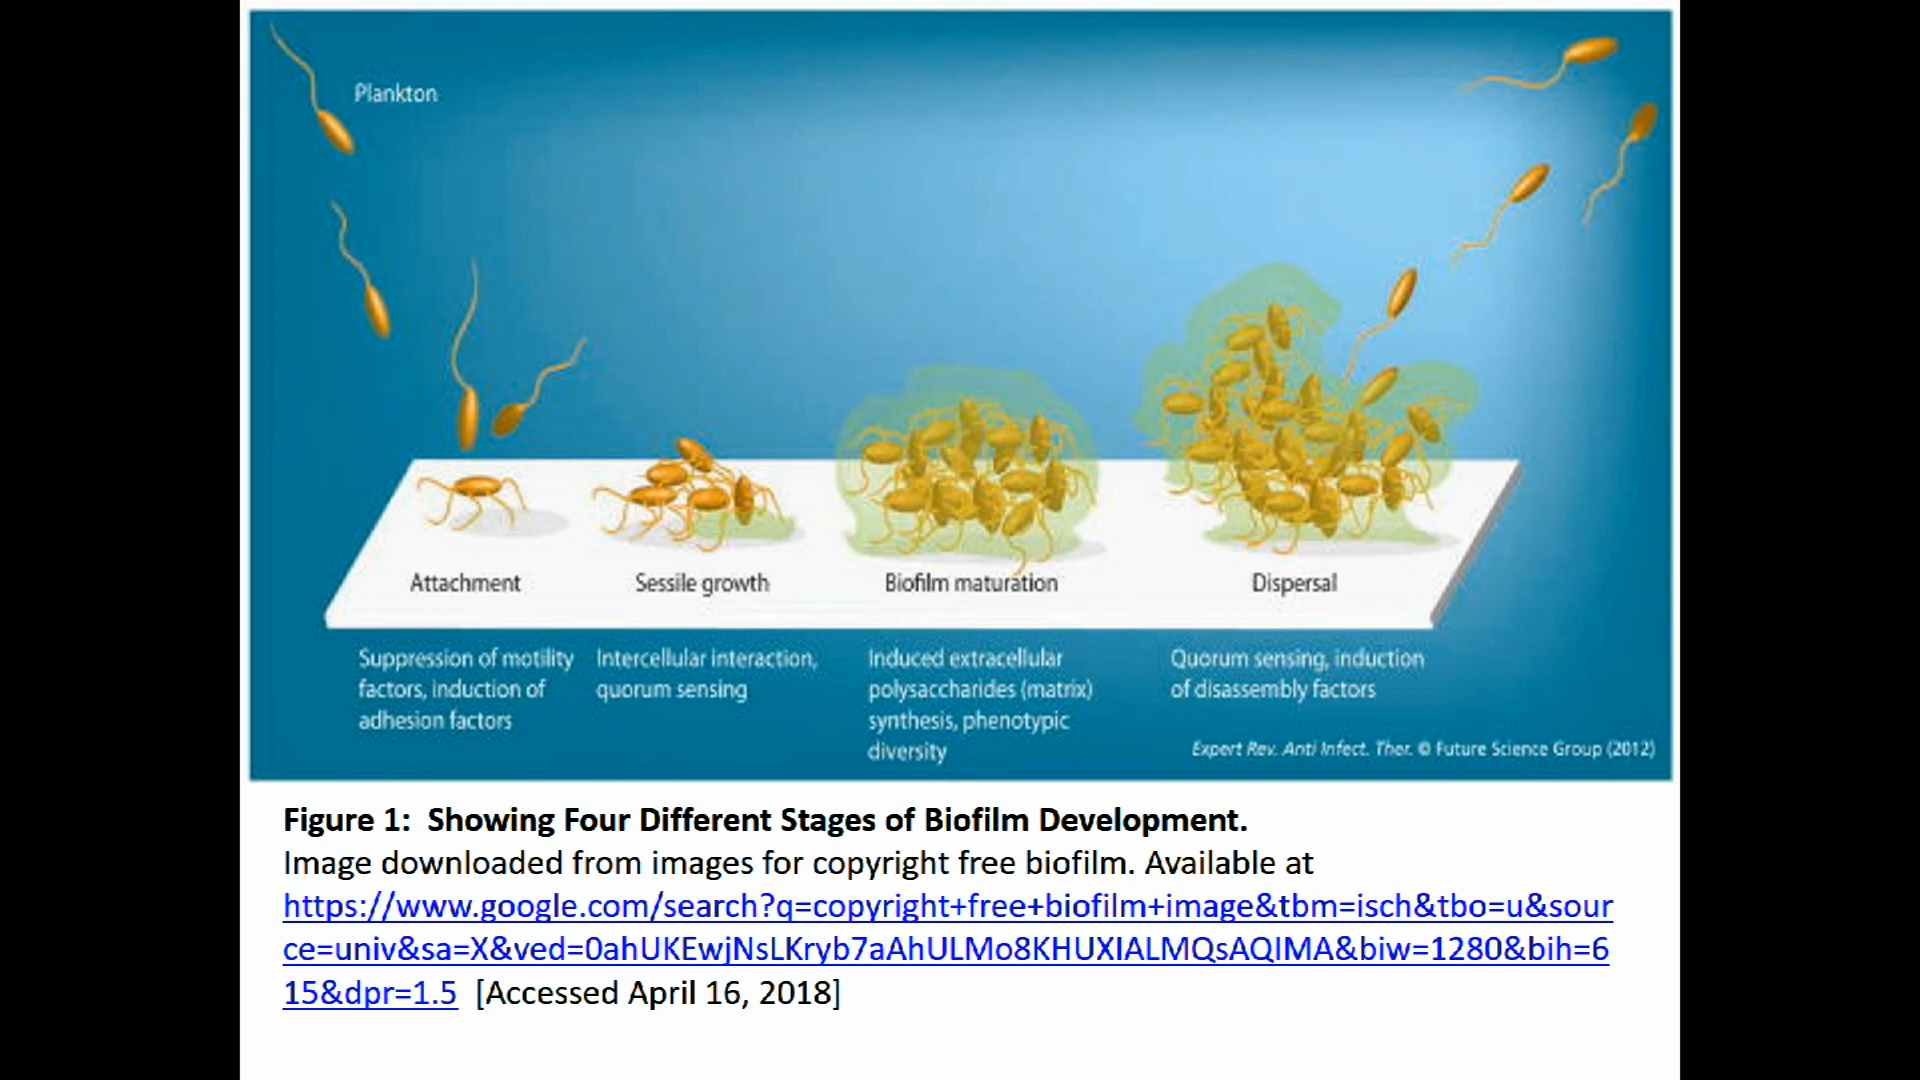 Plankton
Attachment
Sessile growth
Biofilm maturation
Dispersal
Suppression of motility
factors, induction of
adhesion factors
Intercellular interaction,
quorum sensing
Induced extracellular
polysaccharides (matrix)
synthesis, phenotypic
diversity
Quorum sensing, induction
of disassembly factors
Expert Rev. Anti Infect. Ther. © Future Science Group (2012)
Figure 1:  Showing Four Different Stages of Biofilm Development.
Image downloaded from images for copyright free biofilm. Available at
https://www.google.com/search?q=copyright+free+biofilm+image&tbm=isch&tbo=u&sour
ce=univ&sa=X&ved=0ahUKEwjNsLKryb7aAhULMo8KHUXIALMQsAQIMA&biw=1280&bih=6
15&dpr=1.5  [Accessed April 16, 2018]